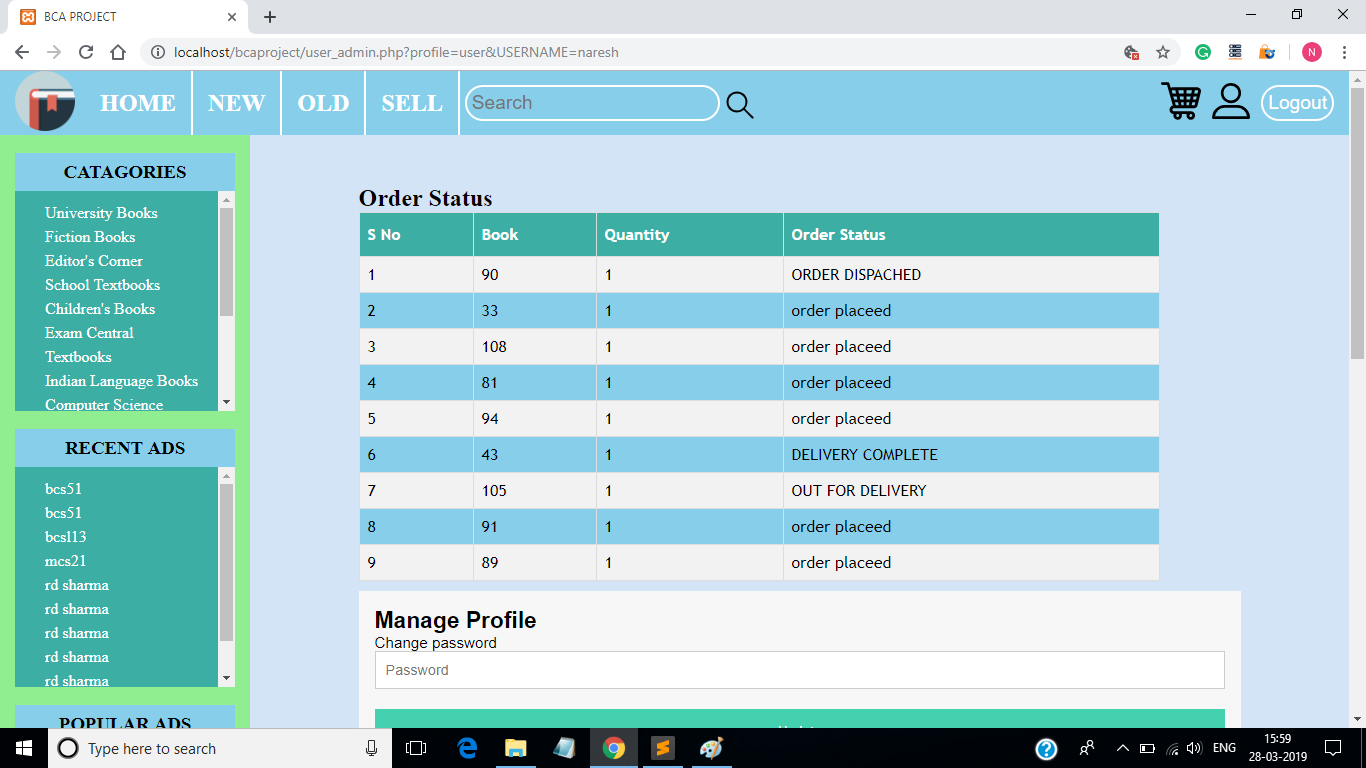 BCA PROJECT
localhost/bcaproject/user_admin.php?profile=user&USERNAME=naresh
N
HOME NEW OLD SELL Search Logout
CATAGORIES
University Books
Fiction Books
Editor's Corner
School Textbooks
Children's Books
Exam Central
Textbooks
Indian Language Books
Computer Science
RECENT ADS
bcs51
bcs51
bcsl13
mcs21
rd sharma
rd sharma
rd sharma
rd sharma
rd sharma
POPULAR ADS
Order Status
S No Book Quantity Order Status
1 90 1 ORDER DISPACHED
2 33 1 order placeed
3 108 1 order placeed
4 81 1 order placeed
5 94 1 order placeed
6 43 1 DELIVERY COMPLETE
7 105 1 OUT FOR DELIVERY
8 91 1 order placeed
9 89 1 order placeed
Manage Profile
Change password
Password
Type here to search
ENG
15:59
28-03-2019